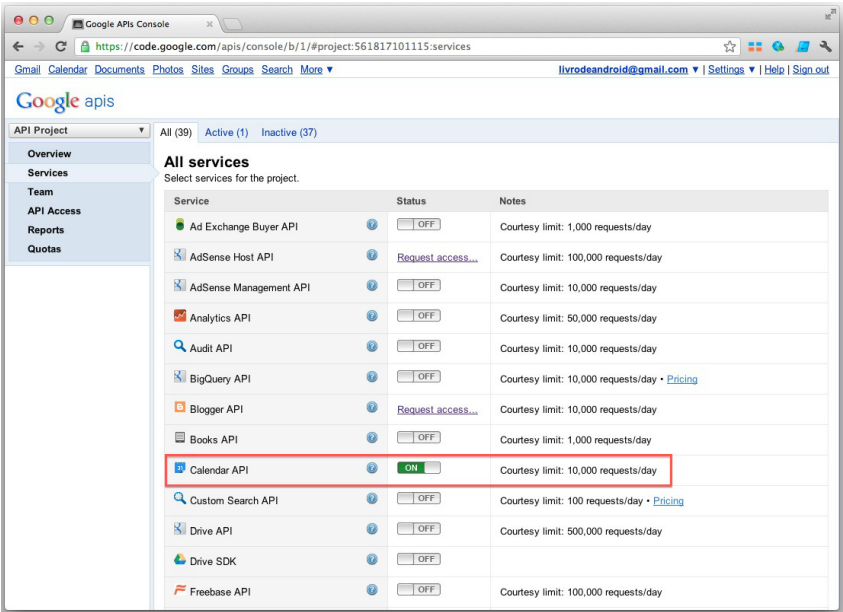 Google APIs Console
https://code.google.com/apis/console/b/1/#project:561817101115:services
Gmail Calendar Documents Photos Sites Groups Search More ▼ livrodeandroid@gmail.com ▼ | Settings ▼ | Help | Sign out
Google apis
API Project ▼
Overview
Services
Team
API Access
Reports
Quotas
All (39) Active (1) Inactive (37)
All services
Select services for the project.
Service Status Notes
Ad Exchange Buyer API ? OFF Courtesy limit: 1,000 requests/day
AdSense Host API ? Request access... Courtesy limit: 100,000 requests/day
AdSense Management API ? OFF Courtesy limit: 10,000 requests/day
Analytics API ? OFF Courtesy limit: 50,000 requests/day
Audit API ? OFF Courtesy limit: 10,000 requests/day
BigQuery API ? OFF Courtesy limit: 10,000 requests/day • Pricing
Blogger API ? Request access... Courtesy limit: 10,000 requests/day
Books API ? OFF Courtesy limit: 1,000 requests/day
31 Calendar API ? ON Courtesy limit: 10,000 requests/day
Custom Search API ? OFF Courtesy limit: 100 requests/day • Pricing
Drive API ? OFF Courtesy limit: 500,000 requests/day
Drive SDK ? OFF
Freebase API ? OFF Courtesy limit: 100,000 requests/day